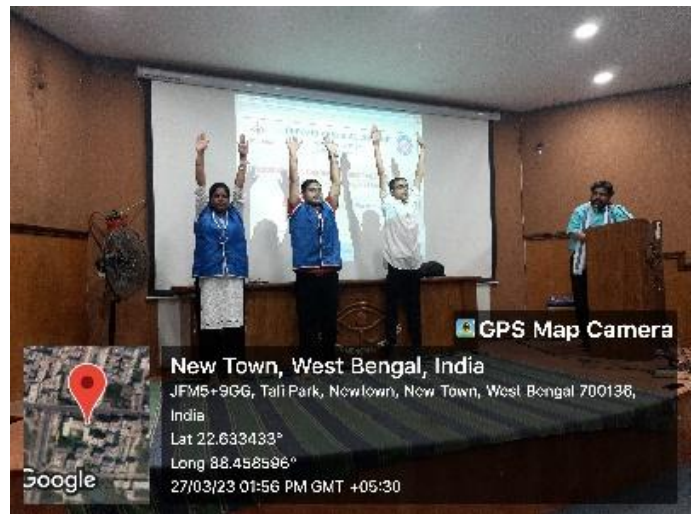 GPS Map Camera
New Town, West Bengal, India
JFM5+9GG, Tali Park, Newtown, New Town, West Bengal 700136,
India
Lat 22.633433°
Long 88.458596°
27/03/23 01:56 PM GMT +05:30
Google